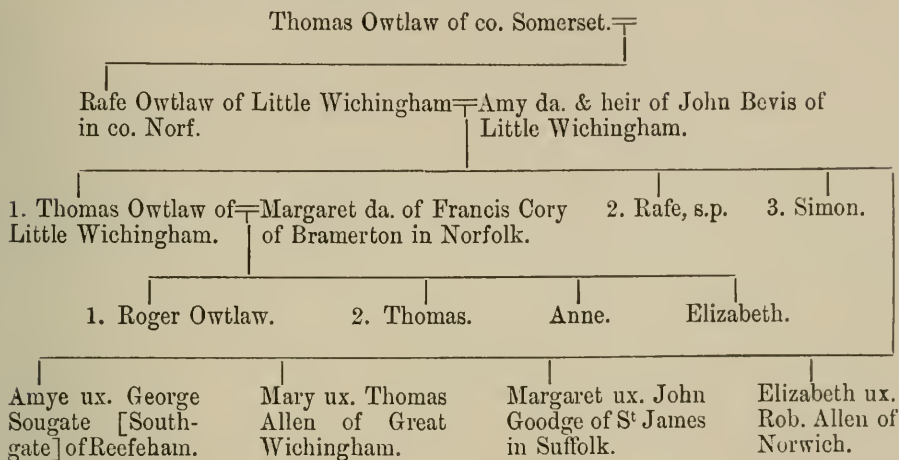 Thomas Owtlaw of co. Somerset.
Rafe Owtlaw of Little Wichingham
in co. Norf.
Amy da. & heir of John Bevis of
Little Wichingham.
1. Thomas Owtlaw of
Little Wichingham.
Margaret da. of Francis Cory
of Bramerton in Norfolk.
2. Rafe, s.p.
3. Simon.
1. Roger Owtlaw.
2. Thomas.
Anne.
Elizabeth.
Amye ux. George
Sougate [South-
gate] of Reefeham.
Mary ux. Thomas
Allen of Great
Wichingham.
Margaret ux. John
Goodge of St James
in Suffolk.
Elizabeth ux.
Rob. Allen of
Norwich.